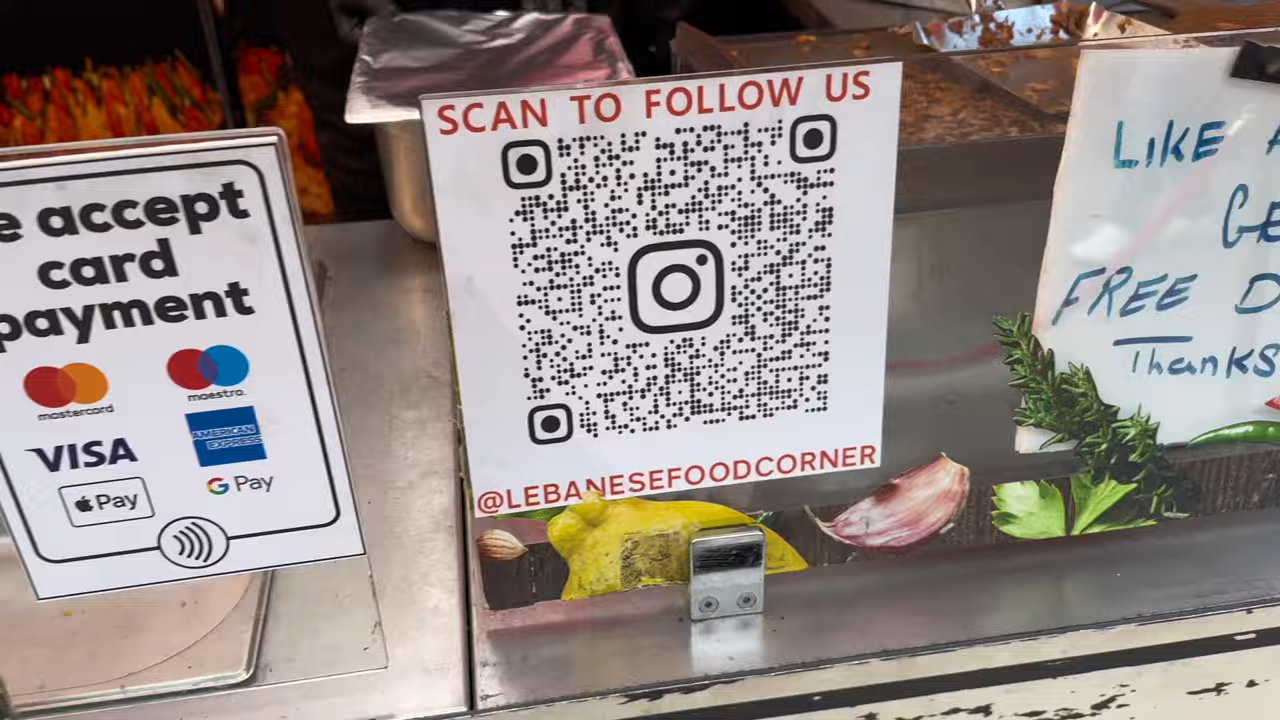 e accept
card
payment
mastercard
maestro.
VISA
AMERICAN
EXPRESS
Pay
G Pay
SCAN TO FOLLOW US
@LEBANESEFOODCORNER
LIKE
FREE
Thanks